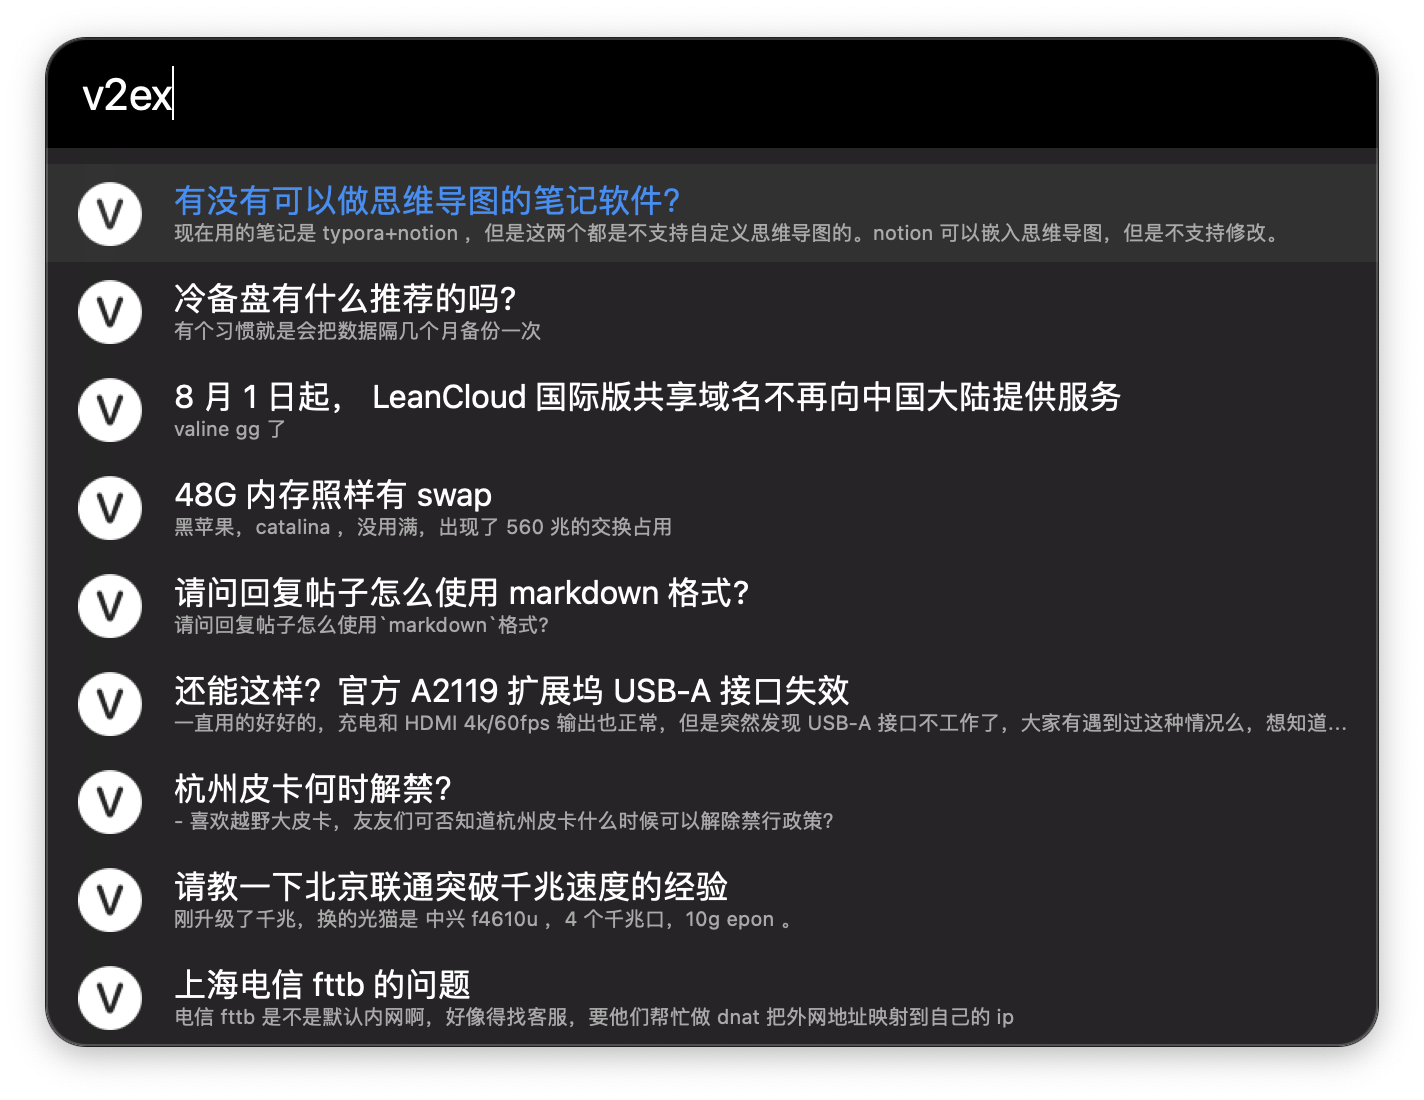 v2ex
V
有没有可以做思维导图的笔记软件?
现在用的笔记是 typora+notion ，但是这两个都是不支持自定义思维导图的。notion 可以嵌入思维导图，但是不支持修改。
V
冷备盘有什么推荐的吗?
有个习惯就是会把数据隔几个月备份一次
V
8 月 1 日起， LeanCloud 国际版共享域名不再向中国大陆提供服务
valine gg 了
V
48G 内存照样有 swap
黑苹果，catalina ，没用满，出现了 560 兆的交换占用
V
请问回复帖子怎么使用 markdown 格式?
请问回复帖子怎么使用`markdown`格式?
V
还能这样？官方 A2119 扩展坞 USB-A 接口失效
一直用的好好的，充电和 HDMI 4k/60fps 输出也正常，但是突然发现 USB-A 接口不工作了，大家有遇到过这种情况么，想知道...
V
杭州皮卡何时解禁?
- 喜欢越野大皮卡，友友们可否知道杭州皮卡什么时候可以解除禁行政策?
V
请教一下北京联通突破千兆速度的经验
刚升级了千兆，换的光猫是 中兴 f4610u ，4 个千兆口，10g epon 。
V
上海电信 fttb 的问题
电信 fttb 是不是默认内网啊，好像得找客服，要他们帮忙做 dnat 把外网地址映射到自己的 ip